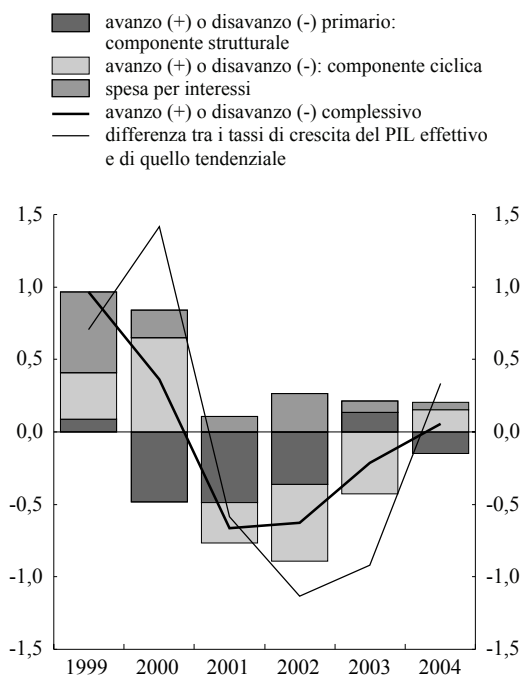 avanzo (+) o disavanzo (-) primario:
componente strutturale
avanzo (+) o disavanzo (-): componente ciclica
spesa per interessi
avanzo (+) o disavanzo (-) complessivo
differenza tra i tassi di crescita del PIL effettivo
e di quello tendenziale
1,5 1,5
1,0 1,0
0,5 0,5
0,0 0,0
-0,5 -0,5
-1,0 -1,0
-1,5 -1,5
1999 2000 2001 2002 2003 2004